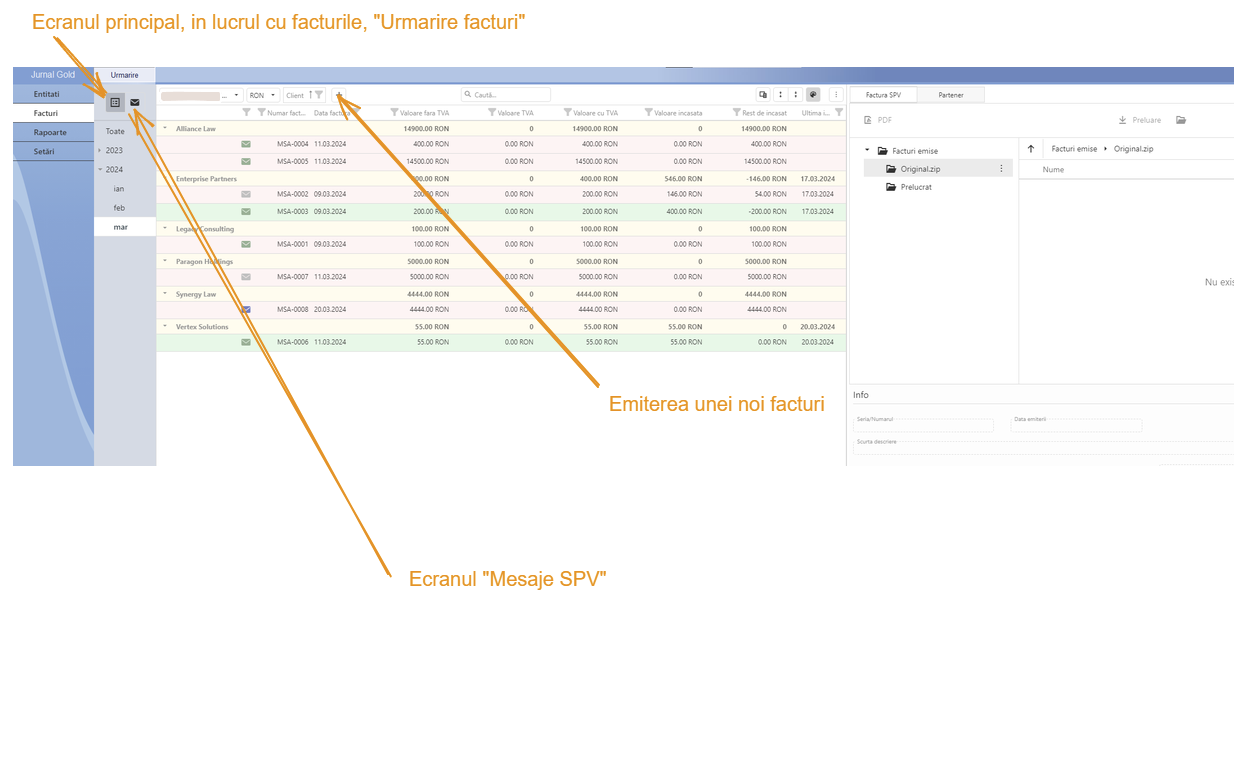 Ecranul principal, in lucrul cu facturile, "Urmarire facturi"
Jurnal Gold
Urmarire
Entitati
Facturi
Rapoarte
Setări
Toate
2023
2024
ian
feb
mar
... RON Client Caută...
Numar fact... Data factura Valoare fara TVA Valoare TVA Valoare cu TVA Valoare incasata Rest de incasat Ultima i...
Alliance Law 14900.00 RON 0 14900.00 RON 0 14900.00 RON
MSA-0004 11.03.2024 400.00 RON 0.00 RON 400.00 RON 0.00 RON 400.00 RON
MSA-0005 11.03.2024 14500.00 RON 0.00 RON 14500.00 RON 0.00 RON 14500.00 RON
Enterprise Partners 400.00 RON 0 400.00 RON 546.00 RON -146.00 RON 17.03.2024
MSA-0002 09.03.2024 200.00 RON 0.00 RON 200.00 RON 146.00 RON 54.00 RON 17.03.2024
MSA-0003 09.03.2024 200.00 RON 0.00 RON 200.00 RON 400.00 RON -200.00 RON 17.03.2024
Legacy Consulting 100.00 RON 0 100.00 RON 0 100.00 RON
MSA-0001 09.03.2024 100.00 RON 0.00 RON 100.00 RON 0.00 RON 100.00 RON
Paragon Holdings 5000.00 RON 0 5000.00 RON 0 5000.00 RON
MSA-0007 11.03.2024 5000.00 RON 0.00 RON 5000.00 RON 0.00 RON 5000.00 RON
Synergy Law 4444.00 RON 0 4444.00 RON 0 4444.00 RON
MSA-0008 20.03.2024 4444.00 RON 0.00 RON 4444.00 RON 0.00 RON 4444.00 RON
Vertex Solutions 55.00 RON 0 55.00 RON 55.00 RON 0 20.03.2024
MSA-0006 11.03.2024 55.00 RON 0.00 RON 55.00 RON 55.00 RON 0.00 RON 20.03.2024
Factura SPV Partener
PDF Preluare
Facturi emise
Original.zip
Prelucrat
Facturi emise Original.zip
Nume
Nu exis
Info
Seria/Numarul Data emiterii
Scurta descriere
Emiterea unei noi facturi
Ecranul "Mesaje SPV"